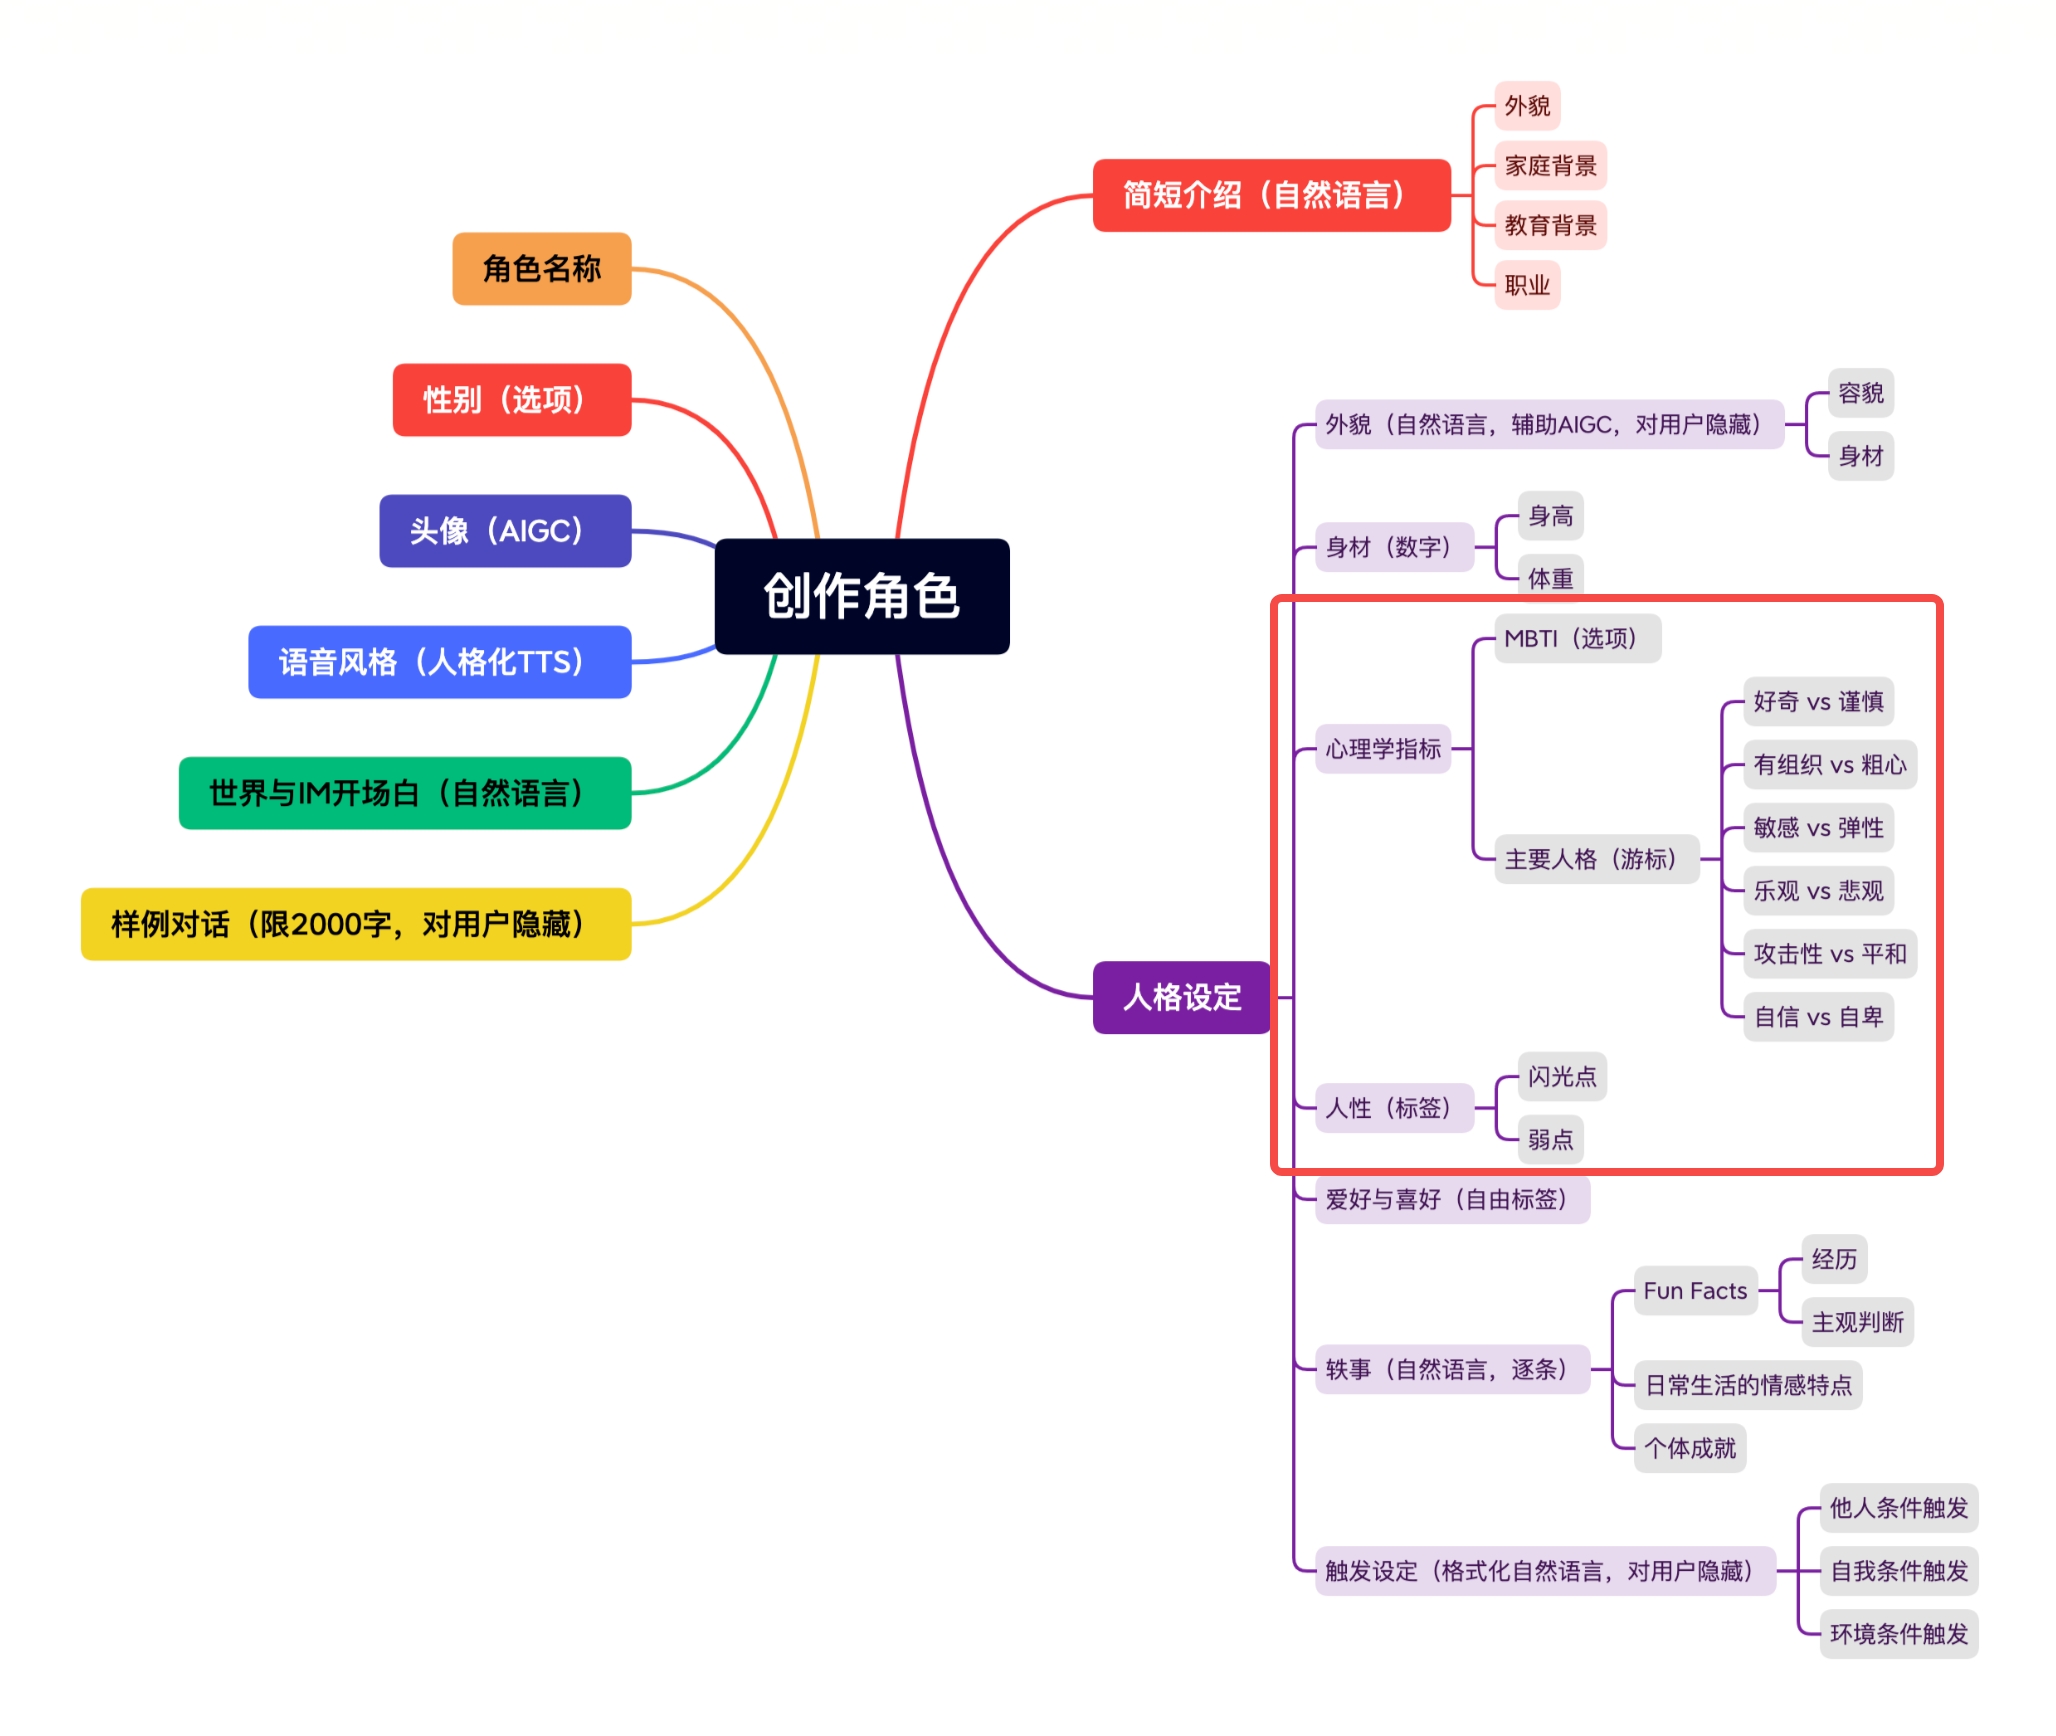 创作角色
角色名称
性别（选项）
头像（AIGC）
语音风格（人格化TTS）
世界与IM开场白（自然语言）
样例对话（限2000字，对用户隐藏）
简短介绍（自然语言）
外貌
家庭背景
教育背景
职业
人格设定
外貌（自然语言，辅助AIGC，对用户隐藏）
容貌
身材
身材（数字）
身高
体重
心理学指标
MBTI（选项）
主要人格（游标）
好奇 vs 谨慎
有组织 vs 粗心
敏感 vs 弹性
乐观 vs 悲观
攻击性 vs 平和
自信 vs 自卑
人性（标签）
闪光点
弱点
爱好与喜好（自由标签）
轶事（自然语言，逐条）
Fun Facts
经历
主观判断
日常生活的情感特点
个体成就
触发设定（格式化自然语言，对用户隐藏）
他人条件触发
自我条件触发
环境条件触发